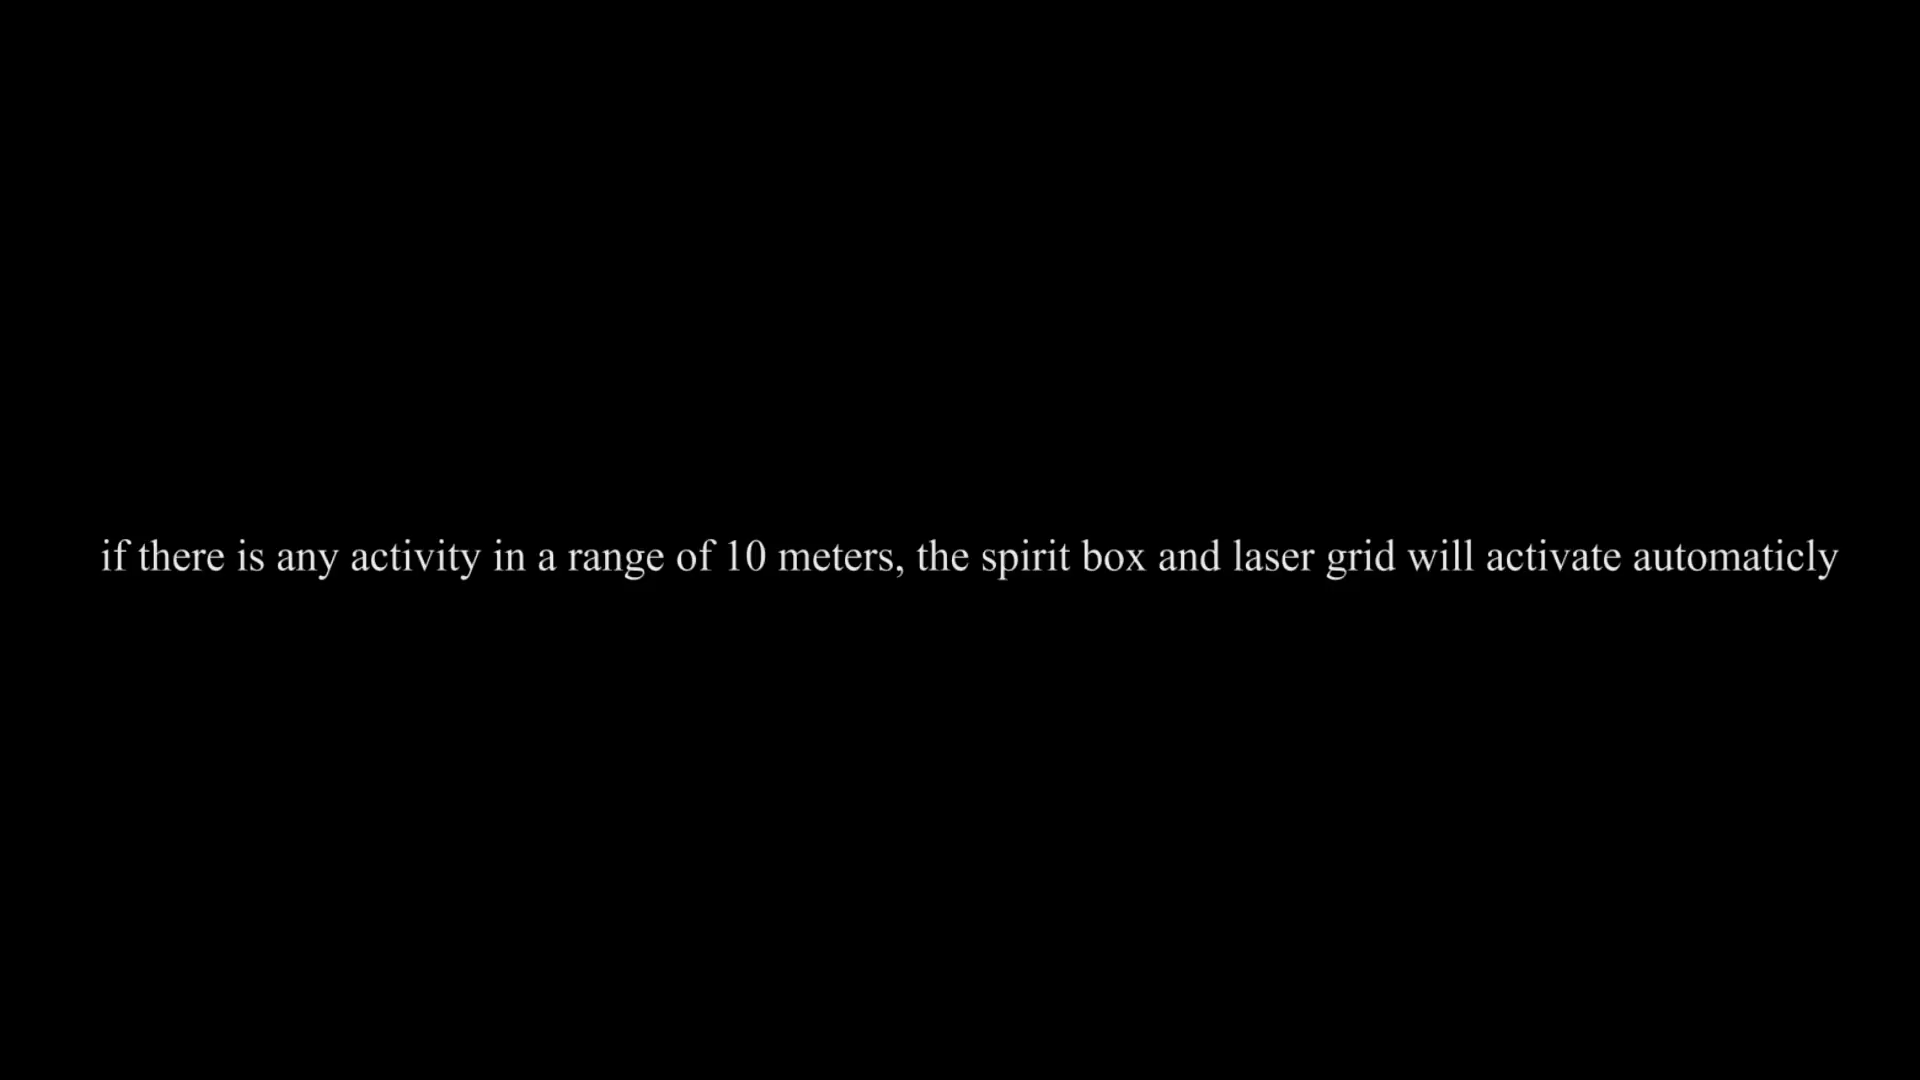 if there is any activity in a range of 10 meters, the spirit box and laser grid will activate automaticly